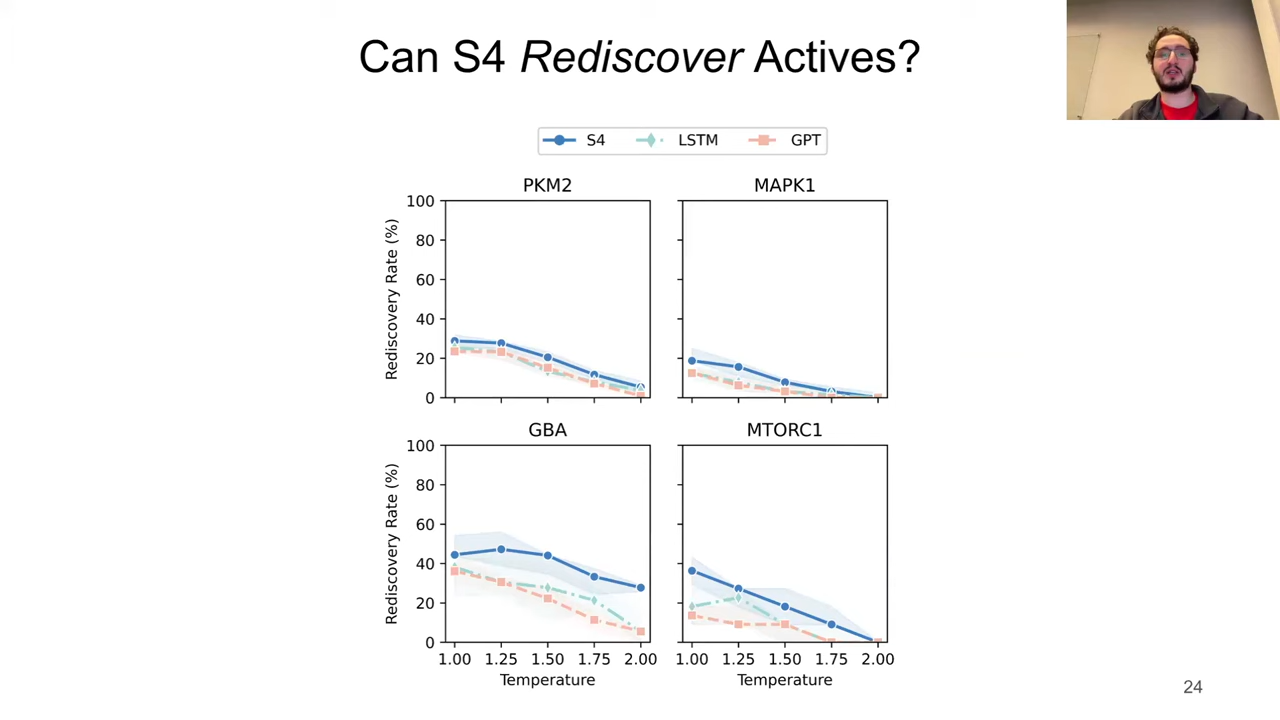 Can S4 Rediscover Actives?
S4 LSTM GPT
PKM2 MAPK1
100
80
60
40
20
0
Rediscovery Rate (%)
GBA MTORC1
100
80
60
40
20
0
Rediscovery Rate (%)
1.00 1.25 1.50 1.75 2.00 1.00 1.25 1.50 1.75 2.00
Temperature Temperature
24